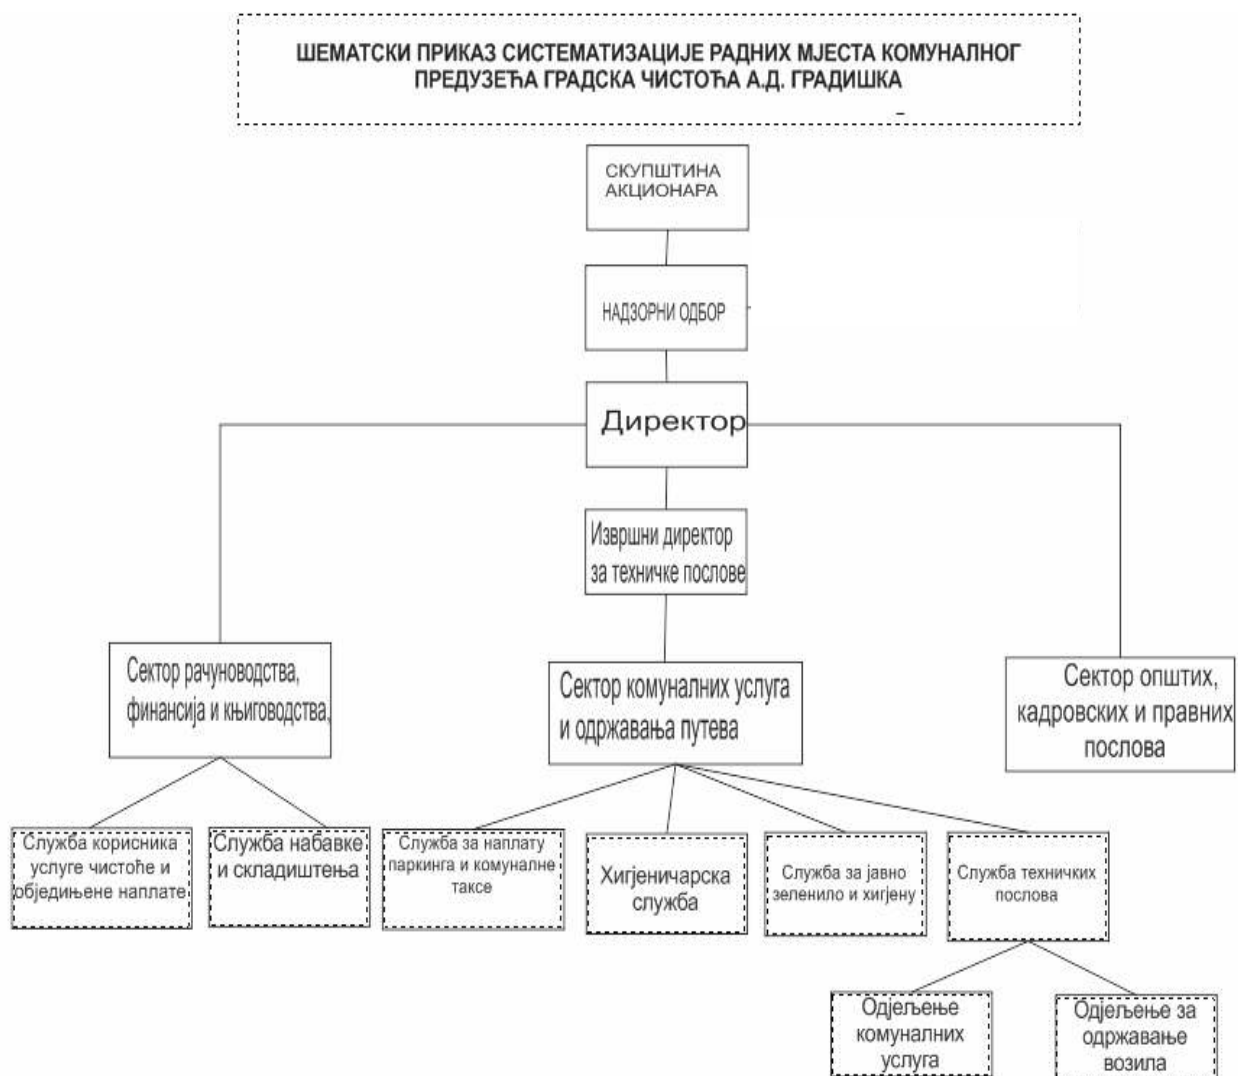 ШЕМАТСКИ ПРИКАЗ СИСТЕМАТИЗАЦИЈЕ РАДНИХ МЈЕСТА КОМУНАЛНОГ
ПРЕДУЗЕЋА ГРАДСКА ЧИСТОЋА А.Д. ГРАДИШКА
СКУПШТИНА
АКЦИОНАРА
НАДЗОРНИ ОДБОР
Директор
Извршни директор
за техничке послове
Сектор рачуноводства,
финансија и књиговодства,
Сектор комуналних услуга
и одржавања путева
Сектор општих,
кадровских и правних
послова
Служба корисника
услуге чистоће и
обједињене наплате
Служба набавке
и складиштења
Служба за наплату
паркинга и комуналне
таксе
Хигјеничарска
служба
Служба за јавно
зеленило и хигјену
Служба техничких
послова
Одјељење
комуналних
услуга
Одјељење за
одржавање
возила